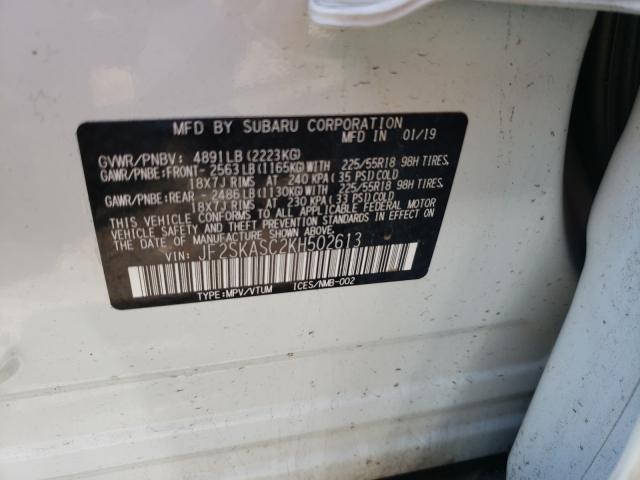 MFD BY SUBARU CORPORATION
MFD IN 01/19
GVWR/PNBV: 4891LB(2223KG)
GAWR/PNBE:FRONT- 2563LB(1165KG)WITH 225/55R18 98H TIRES.
18X7J RIMS AT 240 KPA(35 PSI)COLD
GAWR/PNBE:REAR - 2486LB(1130KG)WITH 225/55R18 98H TIRES.
18X7J RIMS AT 230 KPA(33 PSI)COLD
THIS VEHICLE CONFORMS TO ALL APPLICABLE FEDERAL MOTOR
VEHICLE SAFETY AND THEFT PREVENTION STANDARDS IN EFFECT
ON THE DATE OF MANUFACTURE SHOWN ABOVE.
VIN: JF2SKASC2KH502613
TYPE:MPV/VTUM ICES/NMB-002